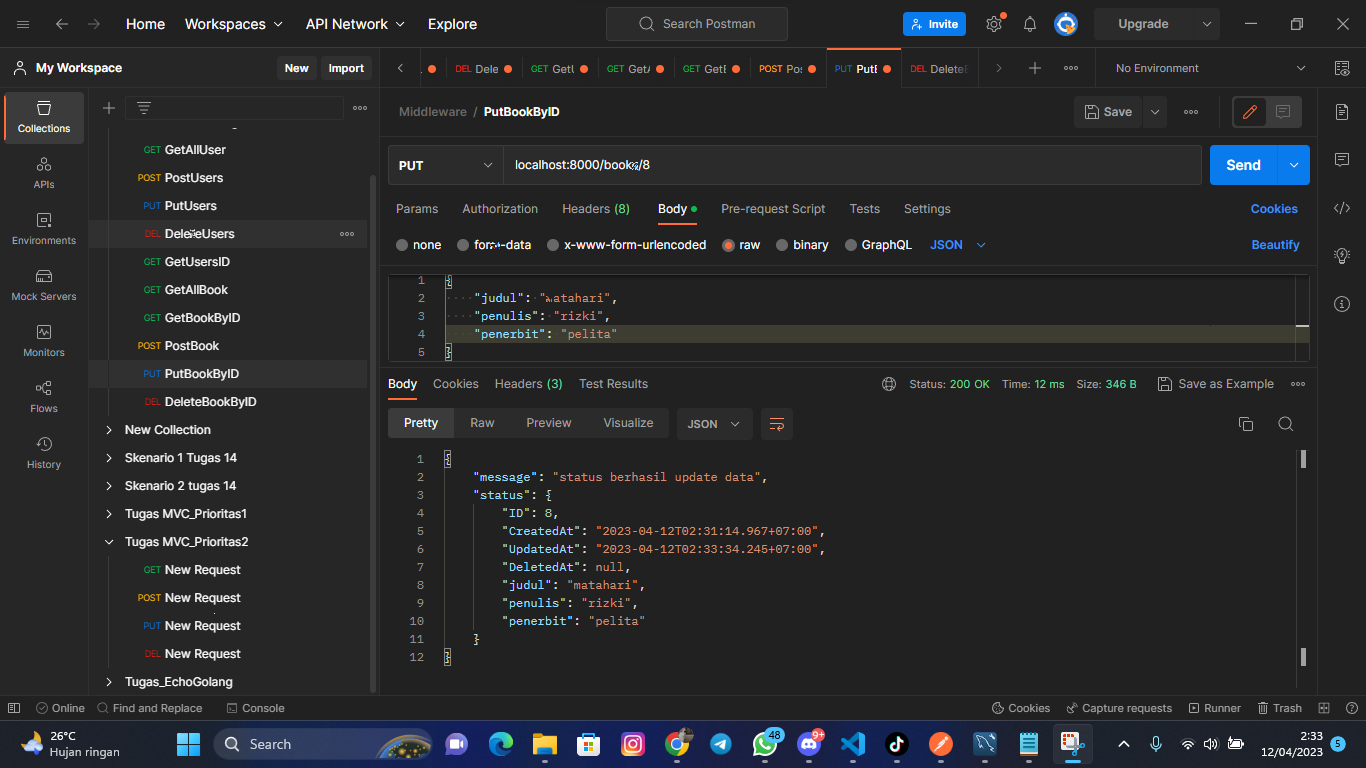 Home Workspaces API Network Explore Search Postman Invite Upgrade
My Workspace New Import
DEL Dele GET GET GET POST PUT DEL No Environment
Collections
APIs
Environments
Mock Servers
Monitors
Flows
History
GET GetAllUser
POST PostUsers
PUT PutUsers
DEL DeleteUsers
GET GetUsersID
GET GetAllBook
GET GetBookByID
POST PostBook
PUT PutBookByID
DEL DeleteBookByID
New Collection
Skenario 1 Tugas 14
Skenario 2 tugas 14
Tugas MVC_Prioritas1
Tugas MVC_Prioritas2
GET New Request
POST New Request
PUT New Request
DEL New Request
Tugas_EchoGolang
Middleware / PutBookByID Save
PUT localhost:8000/books/8 Send
Params Authorization Headers (8) Body Pre-request Script Tests Settings Cookies
none form-data x-www-form-urlencoded raw binary GraphQL JSON Beautify
1 {
2 "judul": "matahari",
3 "penulis": "rizki",
4 "penerbit": "pelita"
5 }
Body Cookies Headers (3) Test Results Status: 200 OK Time: 12 ms Size: 346 B Save as Example
Pretty Raw Preview Visualize JSON
1 {
2 "message": "status berhasil update data",
3 "status": {
4 "ID": 8,
5 "CreatedAt": "2023-04-12T02:31:14.967+07:00",
6 "UpdatedAt": "2023-04-12T02:33:34.245+07:00",
7 "DeletedAt": null,
8 "judul": "matahari",
9 "penulis": "rizki",
10 "penerbit": "pelita"
11 }
12 }
Online Find and Replace Console Cookies Capture requests Runner Trash
26°C
Hujan ringan
Search
48
9+
2:33
12/04/2023
5